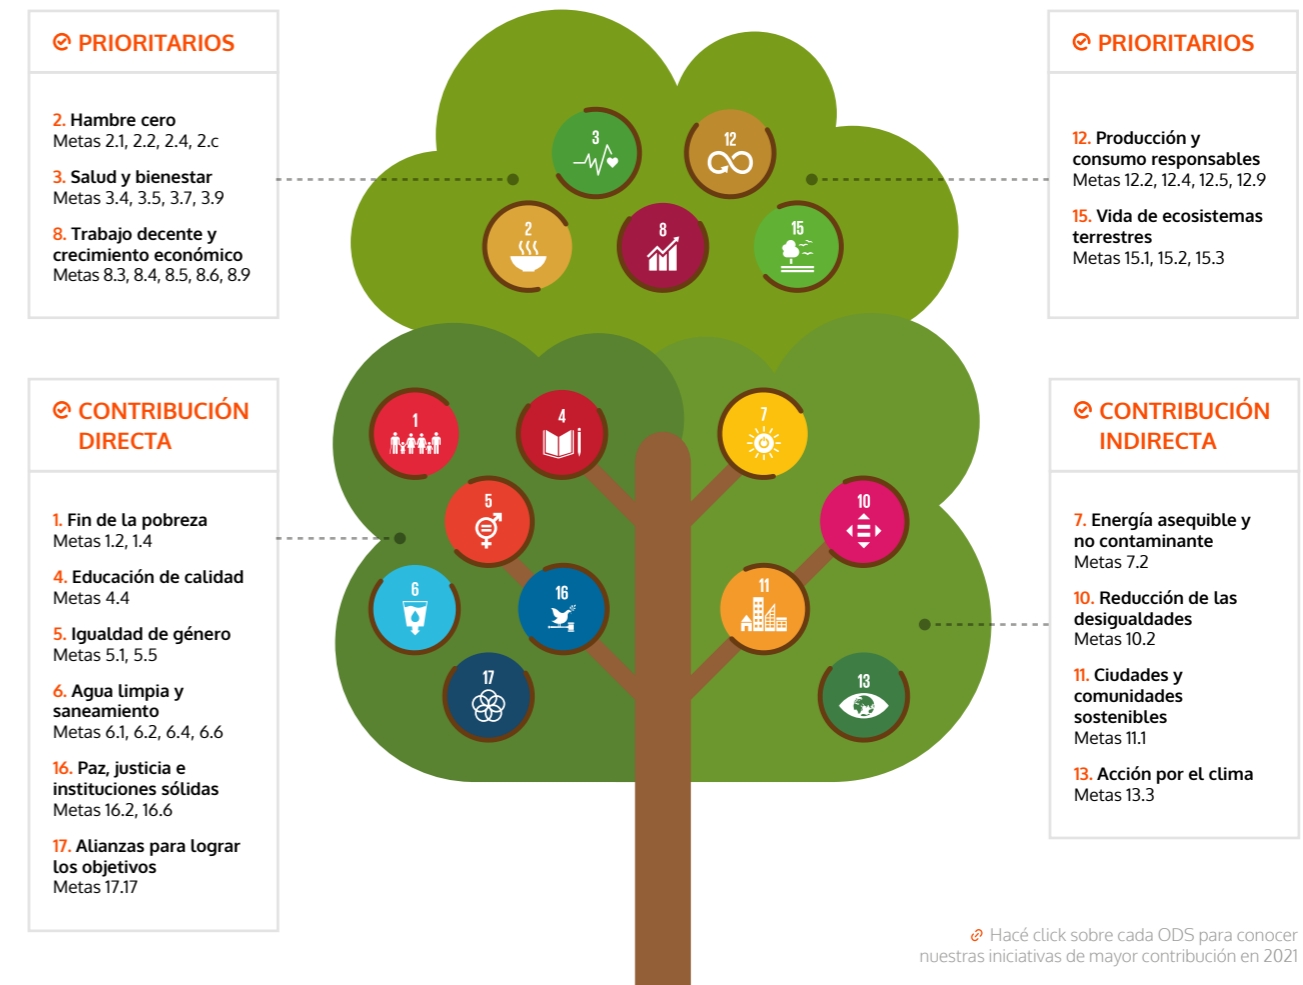 PRIORITARIOS
2. Hambre cero
Metas 2.1, 2.2, 2.4, 2.c
3. Salud y bienestar
Metas 3.4, 3.5, 3.7, 3.9
8. Trabajo decente y
crecimiento económico
Metas 8.3, 8.4, 8.5, 8.6, 8.9
PRIORITARIOS
12. Producción y
consumo responsables
Metas 12.2, 12.4, 12.5, 12.9
15. Vida de ecosistemas
terrestres
Metas 15.1, 15.2, 15.3
3
12
2
8
15
CONTRIBUCIÓN
DIRECTA
1. Fin de la pobreza
Metas 1.2, 1.4
4. Educación de calidad
Metas 4.4
5. Igualdad de género
Metas 5.1, 5.5
6. Agua limpia y
saneamiento
Metas 6.1, 6.2, 6.4, 6.6
16. Paz, justicia e
instituciones sólidas
Metas 16.2, 16.6
17. Alianzas para lograr
los objetivos
Metas 17.17
1
4
7
5
10
6
16
11
17
13
CONTRIBUCIÓN
INDIRECTA
7. Energía asequible y
no contaminante
Metas 7.2
10. Reducción de las
desigualdades
Metas 10.2
11. Ciudades y
comunidades
sostenibles
Metas 11.1
13. Acción por el clima
Metas 13.3
Hacé click sobre cada ODS para conocer
nuestras iniciativas de mayor contribución en 2021